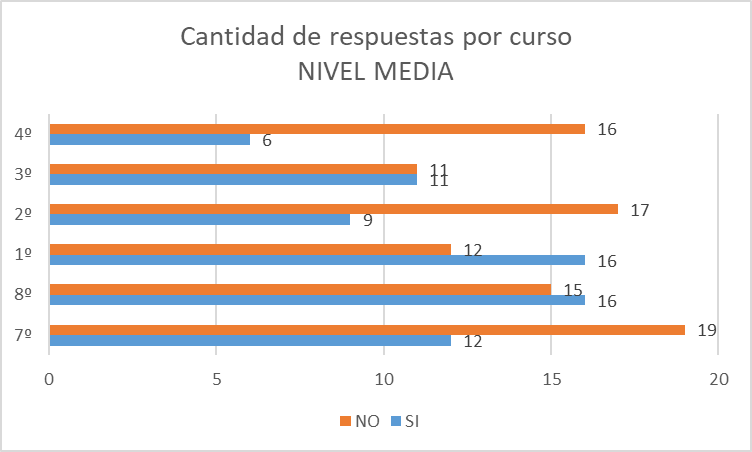 Cantidad de respuestas por curso
NIVEL MEDIA
4º
16
6
3º
11
11
2º
17
9
1º
12
16
8º
15
16
7º
19
12
0 5 10 15 20
NO SI